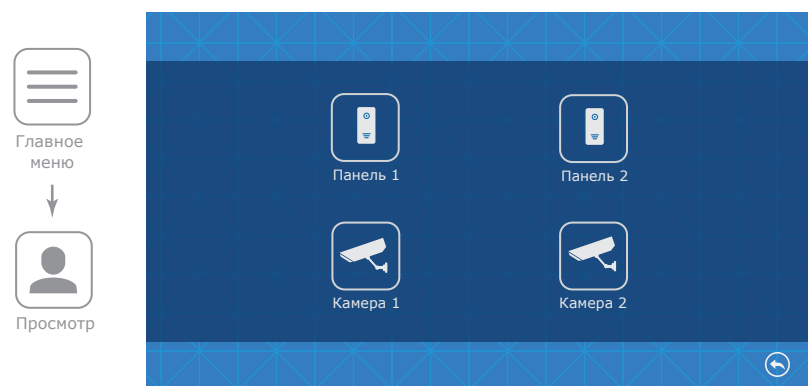 Главное
меню
Просмотр
Панель 1
Панель 2
Камера 1
Камера 2